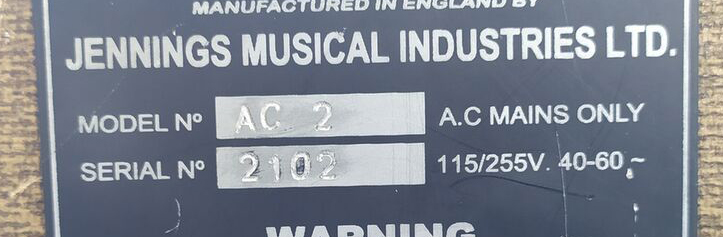 MANUFACTURED IN ENGLAND BY
JENNINGS MUSICAL INDUSTRIES LTD.
MODEL Nº AC 2 A.C MAINS ONLY
SERIAL Nº 2102 115/255V. 40-60~
WARNING